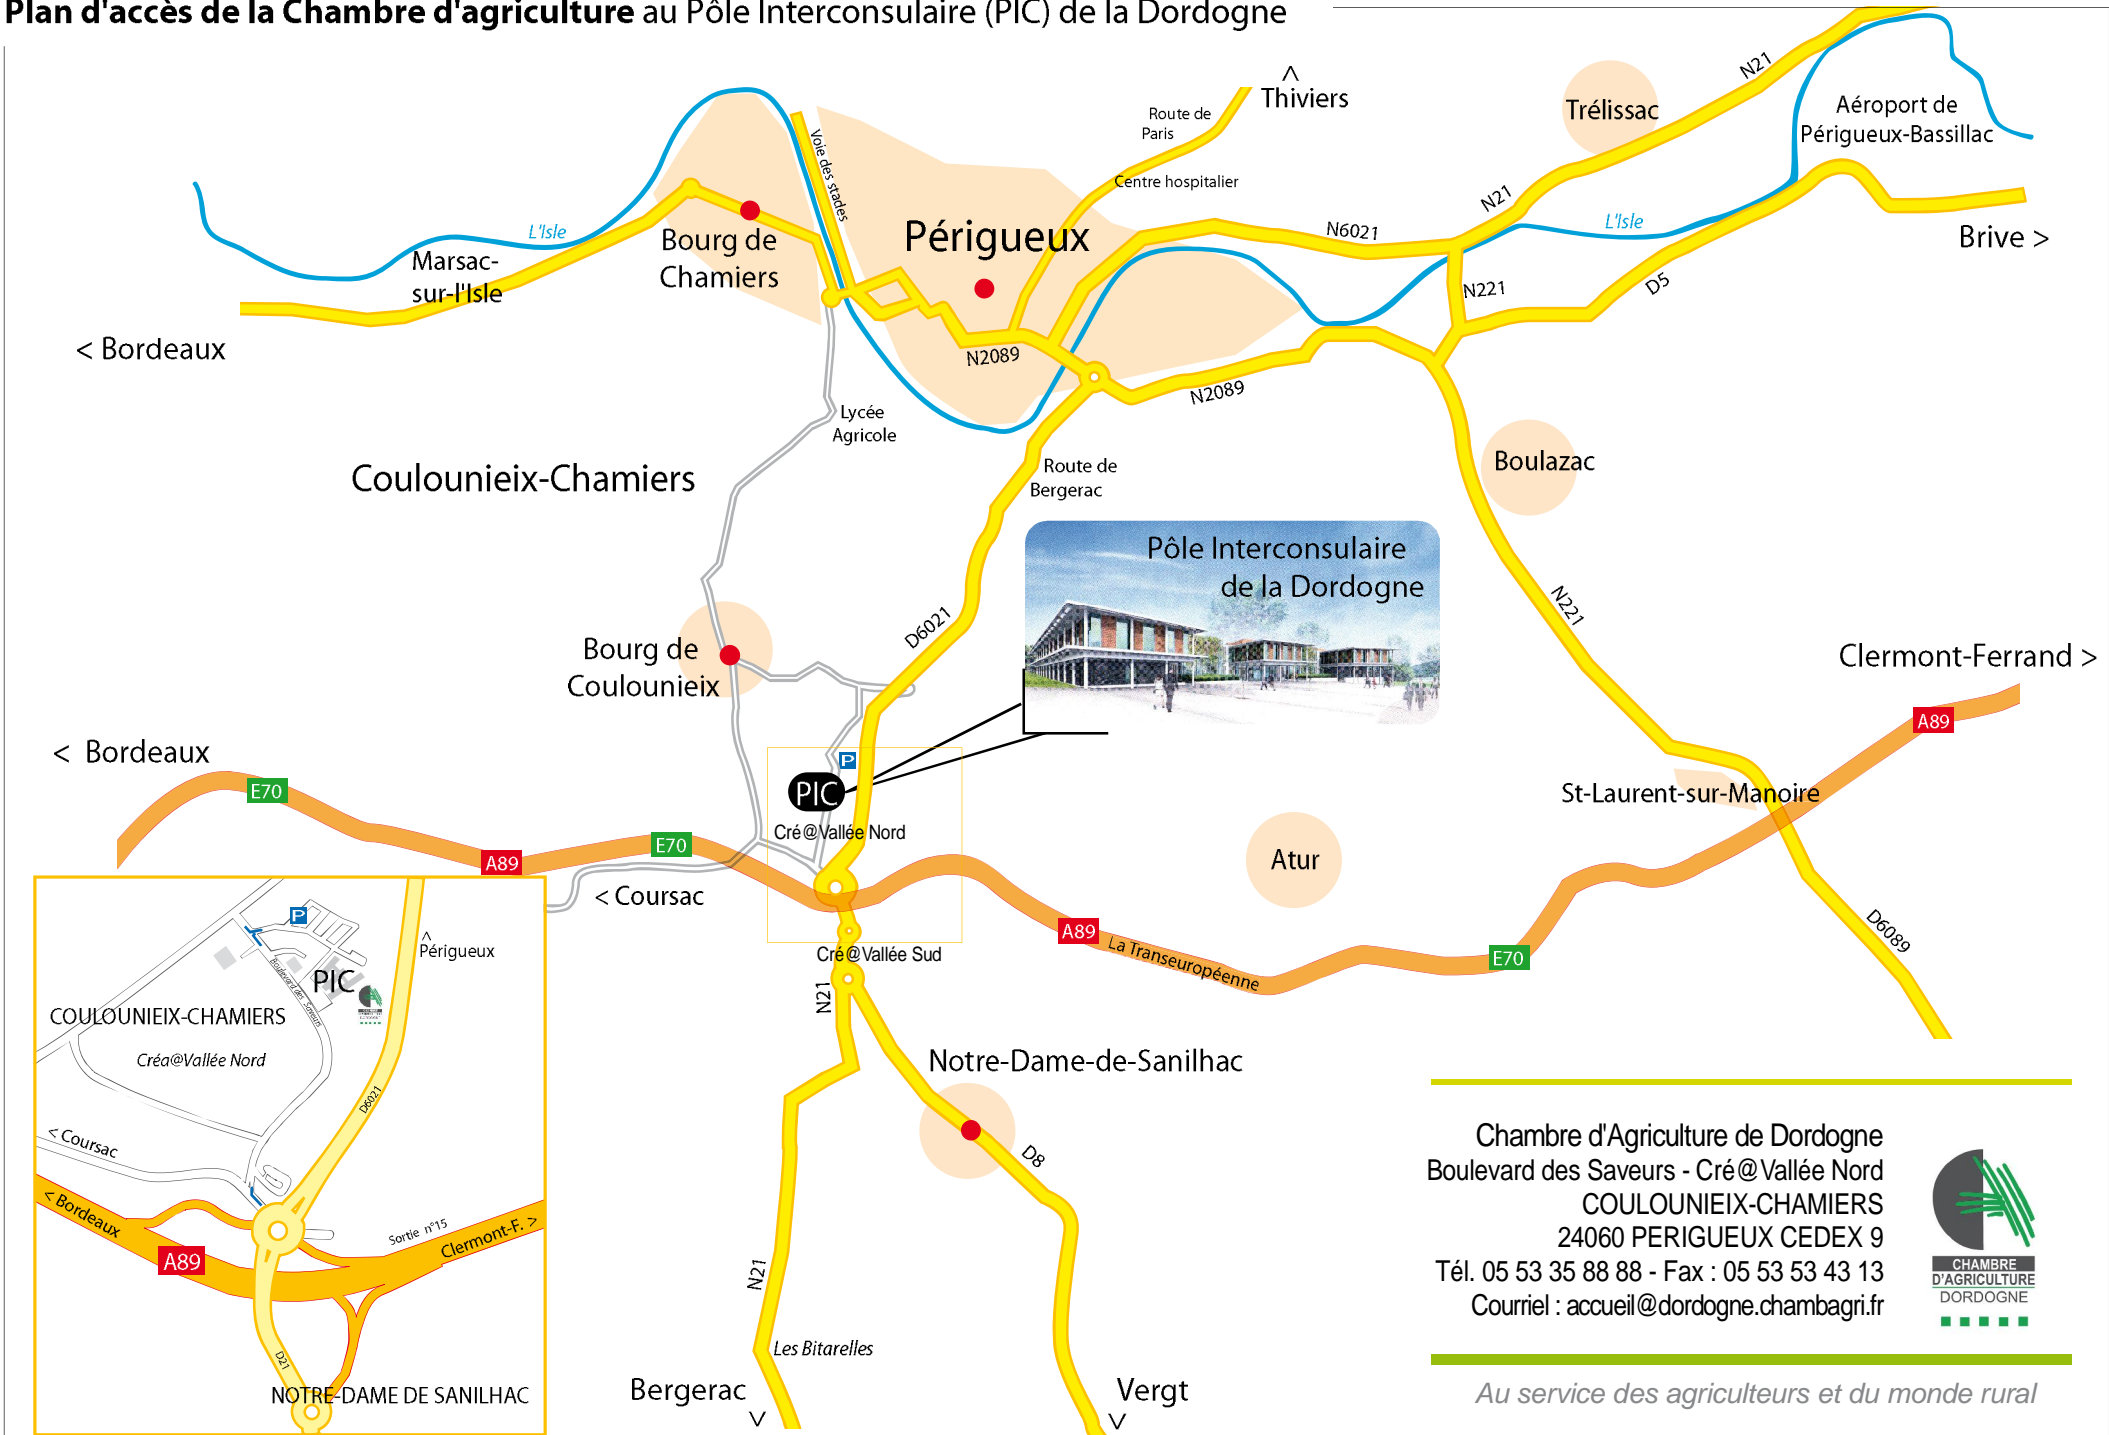 Plan d'accès de la Chambre d'agriculture au Pôle Interconsulaire (PIC) de la Dordogne
^
Thiviers
Route de
Paris
Centre hospitalier
Voie des stades
Trélissac
N21
Aéroport de
Périgueux-Bassillac
L'Isle
Marsac-
sur-l'Isle
Bourg de
Chamiers
Périgueux
N6021
N21
L'Isle
Brive >
< Bordeaux
N2089
N2089
N221
D5
Lycée
Agricole
Coulounieix-Chamiers
Route de
Bergerac
Boulazac
Pôle Interconsulaire
de la Dordogne
D6021
N221
Bourg de
Coulounieix
Clermont-Ferrand >
A89
< Bordeaux
E70
P
PIC
Cré@Vallée Nord
St-Laurent-sur-Manoire
E70
A89
< Coursac
Atur
A89
La Transeuropéenne
E70
D6089
Cré@Vallée Sud
N21
Notre-Dame-de-Sanilhac
D8
N21
Les Bitarelles
Bergerac
>
Vergt
>
P
^
Périgueux
PIC
Boulevard des Saveurs
COULOUNIEIX-CHAMIERS
Créa@Vallée Nord
D6021
< Coursac
< Bordeaux
A89
Sortie n°15
Clermont-F. >
D21
NOTRE-DAME DE SANILHAC
Chambre d'Agriculture de Dordogne
Boulevard des Saveurs - Cré@Vallée Nord
COULOUNIEIX-CHAMIERS
24060 PERIGUEUX CEDEX 9
Tél. 05 53 35 88 88 - Fax : 05 53 53 43 13
Courriel : accueil@dordogne.chambagri.fr
CHAMBRE
D'AGRICULTURE
DORDOGNE
Au service des agriculteurs et du monde rural